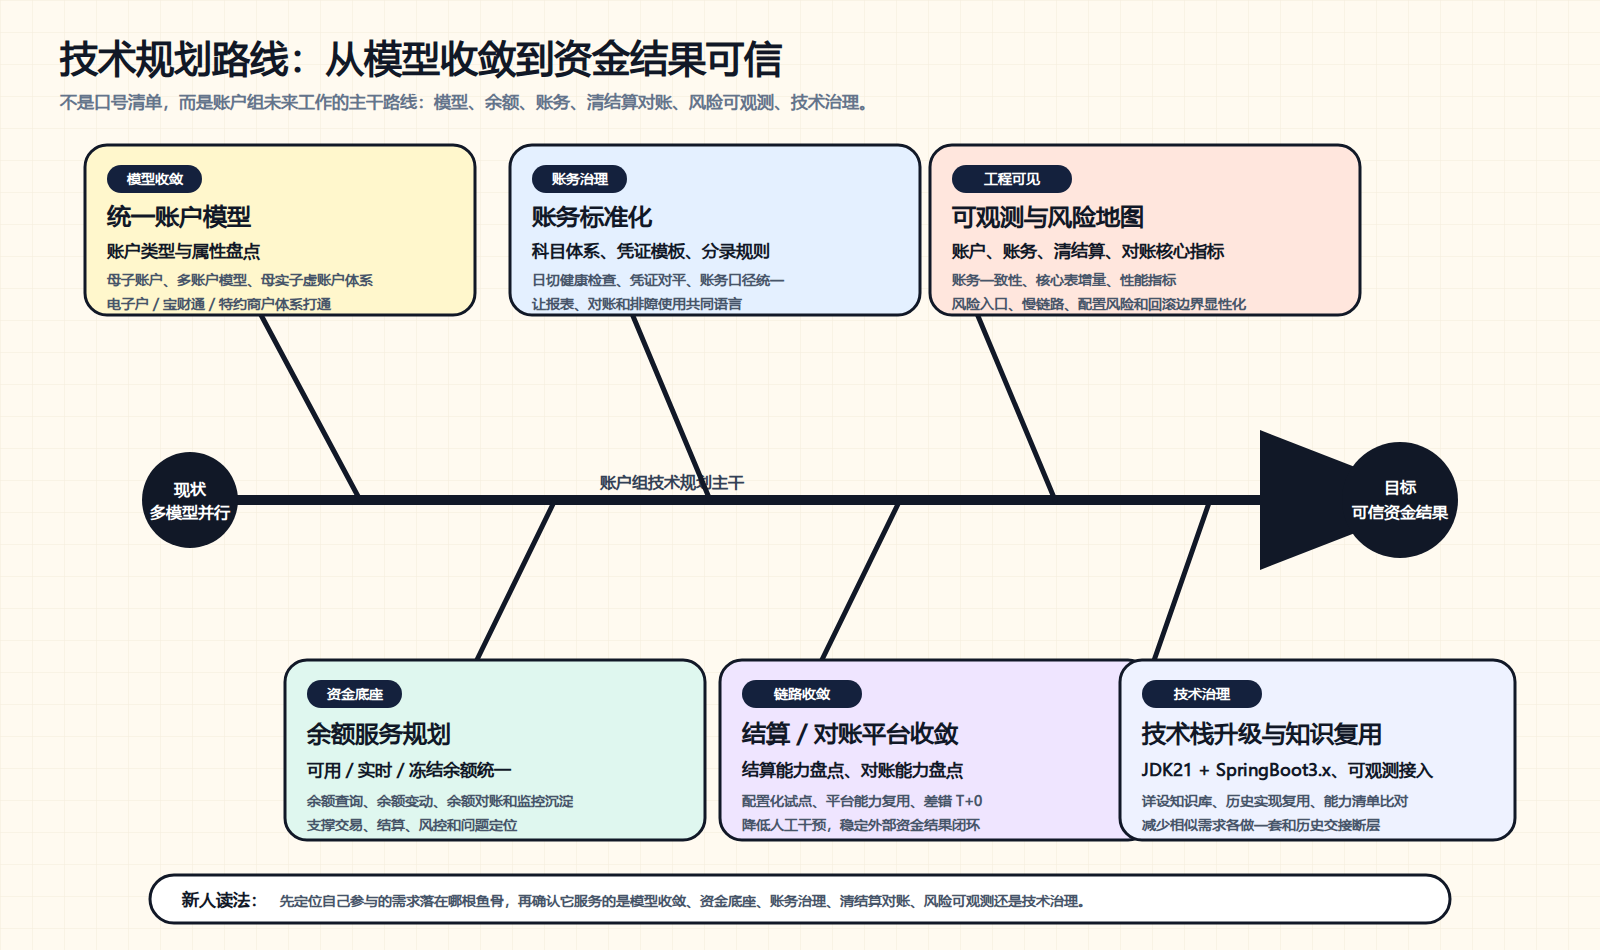 技术规划路线：从模型收敛到资金结果可信
不是口号清单，而是账户组未来工作的主干路线：模型、余额、账务、清结算对账、风险可观测、技术治理。
模型收敛
统一账户模型
账户类型与属性盘点
母子账户、多账户模型、母实子虚账户体系
电子户 / 宝财通 / 特约商户体系打通
账务治理
账务标准化
科目体系、凭证模板、分录规则
日切健康检查、凭证对平、账务口径统一
让报表、对账和排障使用共同语言
工程可见
可观测与风险地图
账户、账务、清结算、对账核心指标
账务一致性、核心表增量、性能指标
风险入口、慢链路、配置风险和回滚边界显性化
现状
多模型并行
账户组技术规划主干
目标
可信资金结果
资金底座
余额服务规划
可用 / 实时 / 冻结余额统一
余额查询、余额变动、余额对账和监控沉淀
支撑交易、结算、风控和问题定位
链路收敛
结算 / 对账平台收敛
结算能力盘点、对账能力盘点
配置化试点、平台能力复用、差错 T+0
降低人工干预，稳定外部资金结果闭环
技术治理
技术栈升级与知识复用
JDK21 + SpringBoot3.x、可观测接入
详设知识库、历史实现复用、能力清单比对
减少相似需求各做一套和历史交接断层
新人读法： 先定位自己参与的需求落在哪根鱼骨，再确认它服务的是模型收敛、资金底座、账务治理、清结算对账、风险可观测还是技术治理。